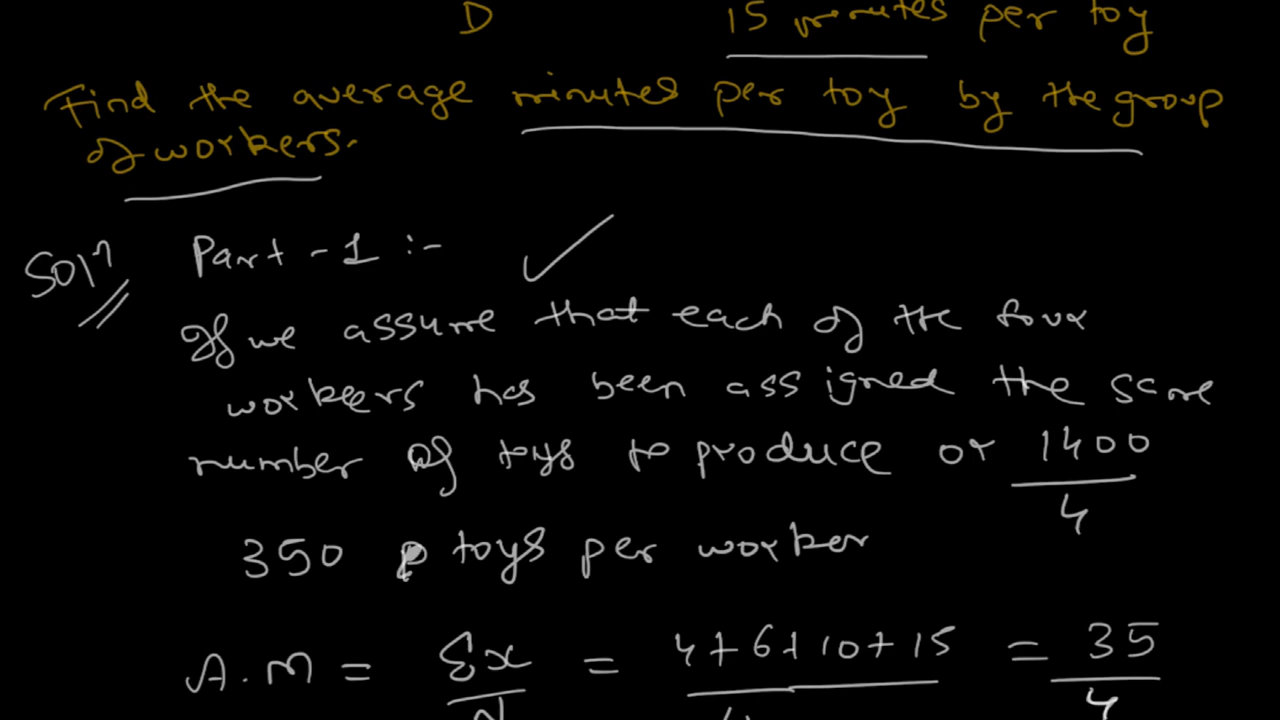 D 15 minutes per toy
Find the average minutes per toy by the group
of workers.
Solⁿ Part - 1 :-
If we assume that each of the four
workeers has been assigned the same
number of toys to produce or 1400/4
350 toys per worker
A.M = Σx/N = 4+6+10+15/4 = 35/4